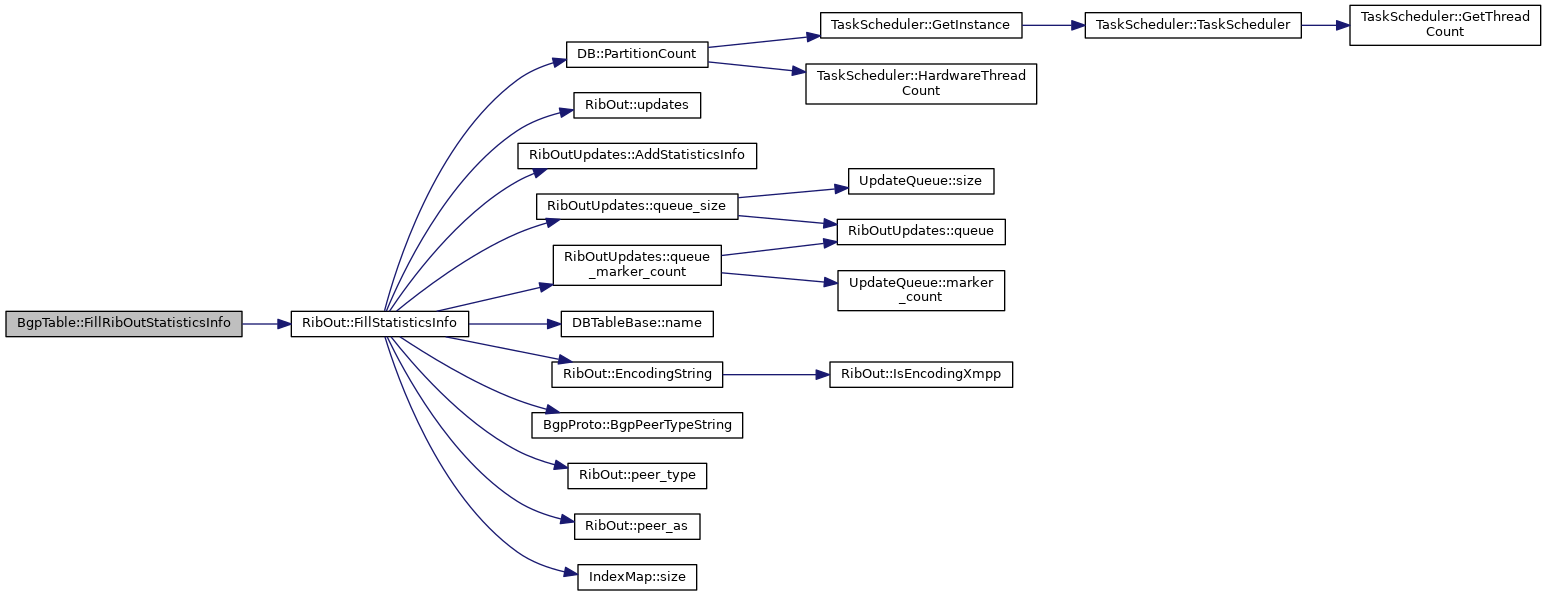 BgpTable::FillRibOutStatisticsInfo
RibOut::FillStatisticsInfo
DB::PartitionCount
TaskScheduler::GetInstance
TaskScheduler::TaskScheduler
TaskScheduler::GetThread
Count
TaskScheduler::HardwareThread
Count
RibOut::updates
RibOutUpdates::AddStatisticsInfo
RibOutUpdates::queue_size
UpdateQueue::size
RibOutUpdates::queue
RibOutUpdates::queue
_marker_count
UpdateQueue::marker
_count
DBTableBase::name
RibOut::EncodingString
RibOut::IsEncodingXmpp
BgpProto::BgpPeerTypeString
RibOut::peer_type
RibOut::peer_as
IndexMap::size